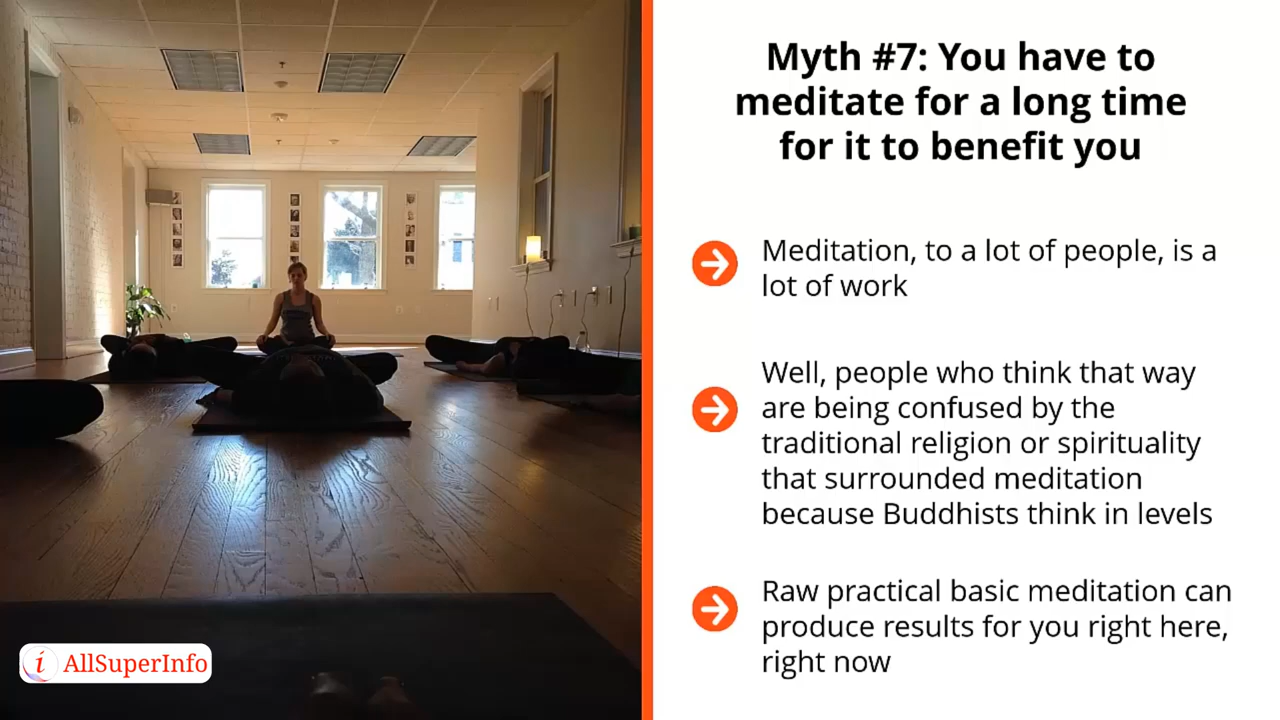 Myth #7: You have to
meditate for a long time
for it to benefit you
Meditation, to a lot of people, is a
lot of work
Well, people who think that way
are being confused by the
traditional religion or spirituality
that surrounded meditation
because Buddhists think in levels
Raw practical basic meditation can
produce results for you right here,
right now
i AllSuperInfo